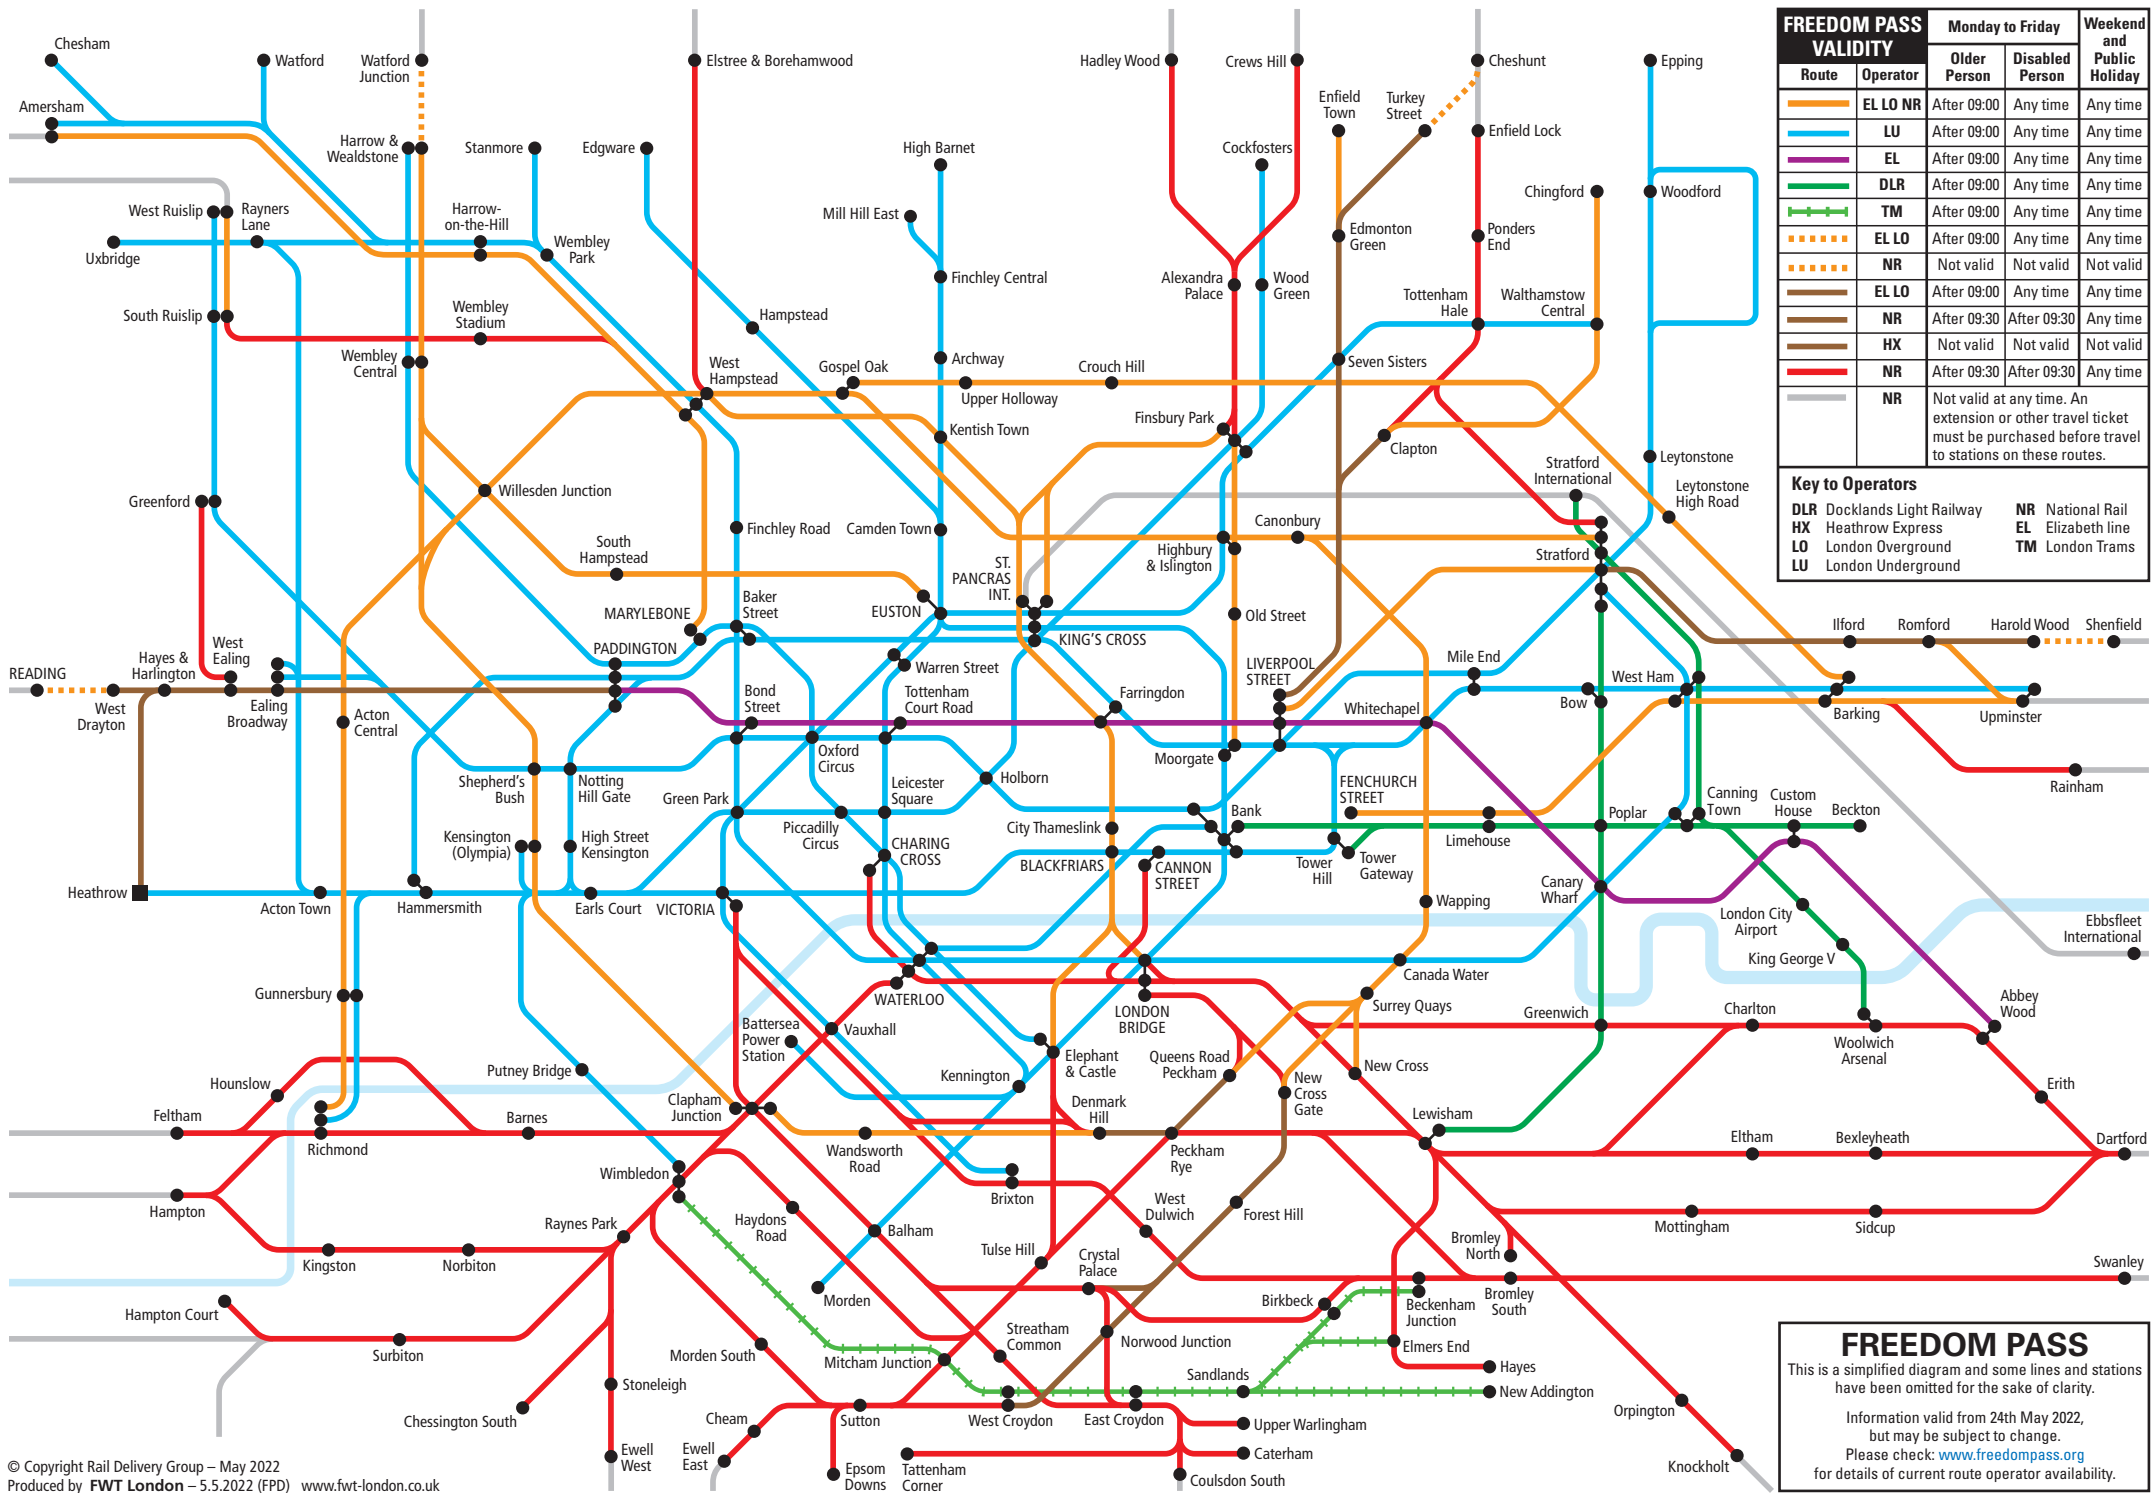 Chesham
Watford
Watford
Junction
Elstree & Borehamwood
Hadley Wood
Crews Hill
Cheshunt
Epping
Amersham
Harrow &
Wealdstone
Stanmore
Edgware
High Barnet
Cockfosters
Enfield
Town
Turkey
Street
Enfield Lock
Chingford
Woodford
West Ruislip
Rayners
Lane
Harrow-
on-the-Hill
Mill Hill East
Uxbridge
Wembley
Park
Finchley Central
Alexandra
Palace
Wood
Green
Edmonton
Green
Ponders
End
South Ruislip
Wembley
Stadium
Hampstead
Tottenham
Hale
Walthamstow
Central
Wembley
Central
West
Hampstead
Gospel Oak
Archway
Upper Holloway
Crouch Hill
Seven Sisters
Kentish Town
Finsbury Park
Clapton
Leytonstone
Stratford
International
Leytonstone
High Road
Greenford
Willesden Junction
Finchley Road
Camden Town
South
Hampstead
Canonbury
Highbury
& Islington
Stratford
ST.
PANCRAS
INT.
MARYLEBONE
Baker
Street
EUSTON
Old Street
KING'S CROSS
PADDINGTON
Warren Street
LIVERPOOL
STREET
Mile End
West Ham
Ilford
Romford
Harold Wood
Shenfield
READING
Hayes &
Harlington
West
Ealing
West
Drayton
Ealing
Broadway
Acton
Central
Bond
Street
Tottenham
Court Road
Farringdon
Whitechapel
Bow
Barking
Upminster
Oxford
Circus
Moorgate
Rainham
Shepherd's
Bush
Notting
Hill Gate
Green Park
Leicester
Square
Holborn
FENCHURCH
STREET
Canning
Town
Custom
House
Beckton
Piccadilly
Circus
City Thameslink
Bank
Limehouse
Poplar
Kensington
(Olympia)
High Street
Kensington
CHARING
CROSS
BLACKFRIARS
CANNON
STREET
Tower
Hill
Tower
Gateway
Canary
Wharf
Heathrow
Acton Town
Hammersmith
Earls Court
VICTORIA
Wapping
London City
Airport
Ebbsfleet
International
Gunnersbury
WATERLOO
Canada Water
King George V
Battersea
Power
Station
Vauxhall
LONDON
BRIDGE
Surrey Quays
Greenwich
Charlton
Abbey
Wood
Woolwich
Arsenal
Putney Bridge
Kennington
Elephant
& Castle
Queens Road
Peckham
New Cross
Hounslow
Feltham
Barnes
Clapham
Junction
Denmark
Hill
New
Cross
Gate
Lewisham
Erith
Richmond
Wandsworth
Road
Peckham
Rye
Eltham
Bexleyheath
Dartford
Hampton
Wimbledon
Brixton
West
Dulwich
Forest Hill
Mottingham
Sidcup
Raynes Park
Haydons
Road
Balham
Tulse Hill
Crystal
Palace
Bromley
North
Kingston
Norbiton
Swanley
Morden
Birkbeck
Beckenham
Junction
Bromley
South
Hampton Court
Surbiton
Streatham
Common
Norwood Junction
Morden South
Mitcham Junction
Elmers End
Hayes
Sandlands
New Addington
Stoneleigh
Chessington South
Cheam
Sutton
West Croydon
East Croydon
Upper Warlingham
Orpington
Ewell
West
Ewell
East
Epsom
Downs
Tattenham
Corner
Caterham
Coulsdon South
Knockholt
FREEDOM PASS
VALIDITY
Monday to Friday
Weekend
and
Public
Holiday
Route
Operator
Older
Person
Disabled
Person
EL LO NR After 09:00 Any time Any time
LU After 09:00 Any time Any time
EL After 09:00 Any time Any time
DLR After 09:00 Any time Any time
TM After 09:00 Any time Any time
EL LO After 09:00 Any time Any time
NR Not valid Not valid Not valid
EL LO After 09:00 Any time Any time
NR After 09:30 After 09:30 Any time
HX Not valid Not valid Not valid
NR After 09:30 After 09:30 Any time
NR Not valid at any time. An
extension or other travel ticket
must be purchased before travel
to stations on these routes.
Key to Operators
DLR Docklands Light Railway NR National Rail
HX Heathrow Express EL Elizabeth line
LO London Overground TM London Trams
LU London Underground
FREEDOM PASS
This is a simplified diagram and some lines and stations
have been omitted for the sake of clarity.
Information valid from 24th May 2022,
but may be subject to change.
Please check: www.freedompass.org
for details of current route operator availability.
© Copyright Rail Delivery Group – May 2022
Produced by FWT London – 5.5.2022 (FPD) www.fwt-london.co.uk